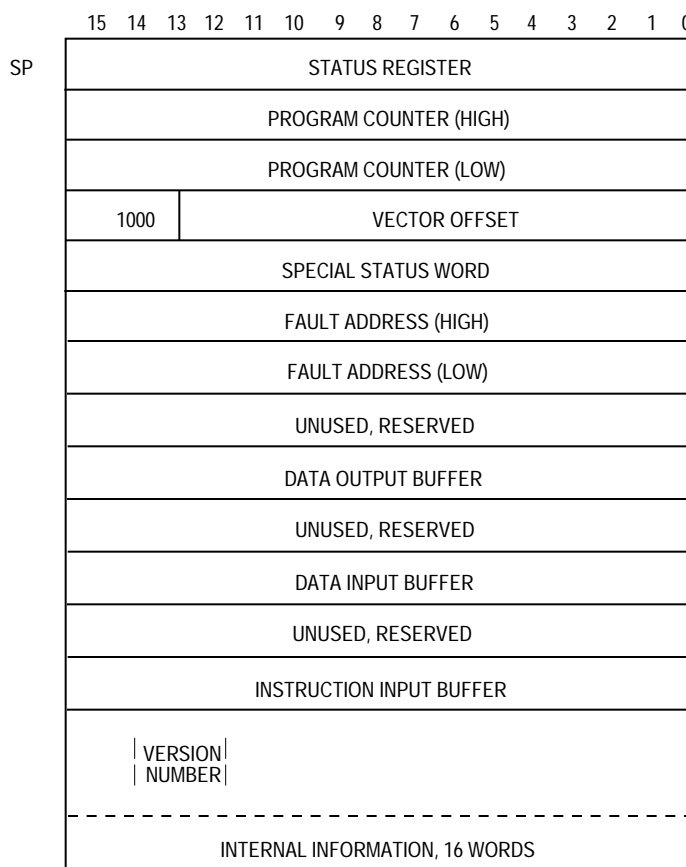 15 14 13 12 11 10 9 8 7 6 5 4 3 2 1 0
SP STATUS REGISTER
PROGRAM COUNTER (HIGH)
PROGRAM COUNTER (LOW)
1000 VECTOR OFFSET
SPECIAL STATUS WORD
FAULT ADDRESS (HIGH)
FAULT ADDRESS (LOW)
UNUSED, RESERVED
DATA OUTPUT BUFFER
UNUSED, RESERVED
DATA INPUT BUFFER
UNUSED, RESERVED
INSTRUCTION INPUT BUFFER
VERSION
NUMBER
INTERNAL INFORMATION, 16 WORDS